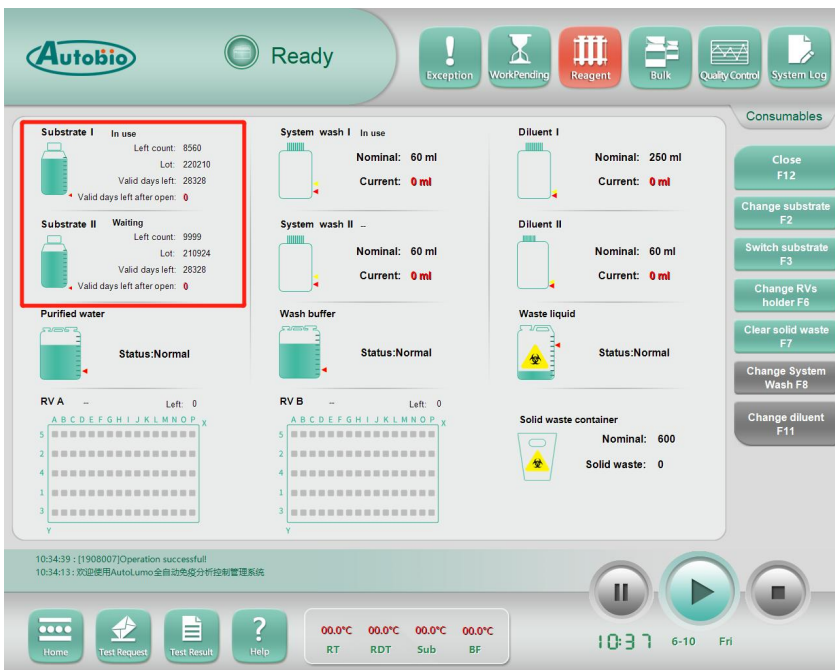 Autobio
Ready
Exception
WorkPending
Reagent
Bulk
Quality Control
System Log
Consumables
Substrate I In use
Left count: 8560
Lot: 220210
Valid days left: 28328
Valid days left after open: 0
Substrate II Waiting
Left count: 9999
Lot: 210924
Valid days left: 28328
Valid days left after open: 0
System wash I In use
Nominal: 60 ml
Current: 0 ml
System wash II --
Nominal: 60 ml
Current: 0 ml
Diluent I
Nominal: 250 ml
Current: 0 ml
Diluent II
Nominal: 60 ml
Current: 0 ml
Purified water
Status:Normal
Wash buffer
Status:Normal
Waste liquid
Status:Normal
RV A -- Left: 0
A B C D E F G H I J K L M N O P X
5
2
4
1
3
Y
RV B -- Left: 0
A B C D E F G H I J K L M N O P X
5
2
4
1
3
Y
Solid waste container
Nominal: 600
Solid waste: 0
Close
F12
Change substrate
F2
Switch substrate
F3
Change RVs
holder F6
Clear solid waste
F7
Change System
Wash F8
Change diluent
F11
10:34:39 : [1908007]Operation successful!
10:34:13 : 欢迎使用AutoLumo全自动免疫分析控制管理系统
Home
Test Request
Test Result
?
Help
00.0°C 00.0°C 00.0°C 00.0°C
RT RDT Sub BF
10:37 6-10 Fri